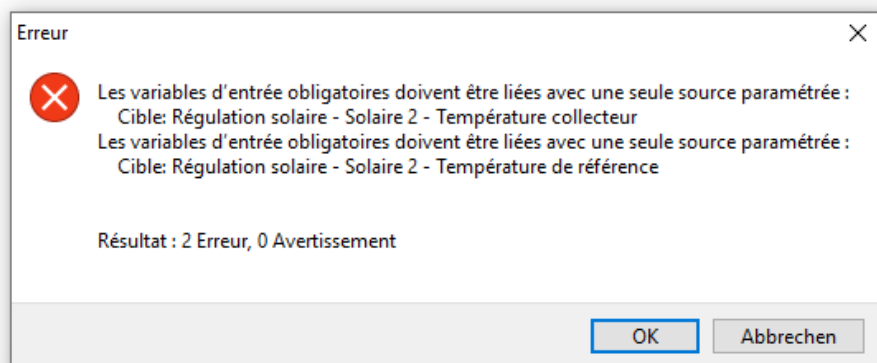 Erreur
Les variables d'entrée obligatoires doivent être liées avec une seule source paramétrée :
Cible: Régulation solaire - Solaire 2 - Température collecteur
Les variables d'entrée obligatoires doivent être liées avec une seule source paramétrée :
Cible: Régulation solaire - Solaire 2 - Température de référence
Résultat : 2 Erreur, 0 Avertissement
OK
Abbrechen